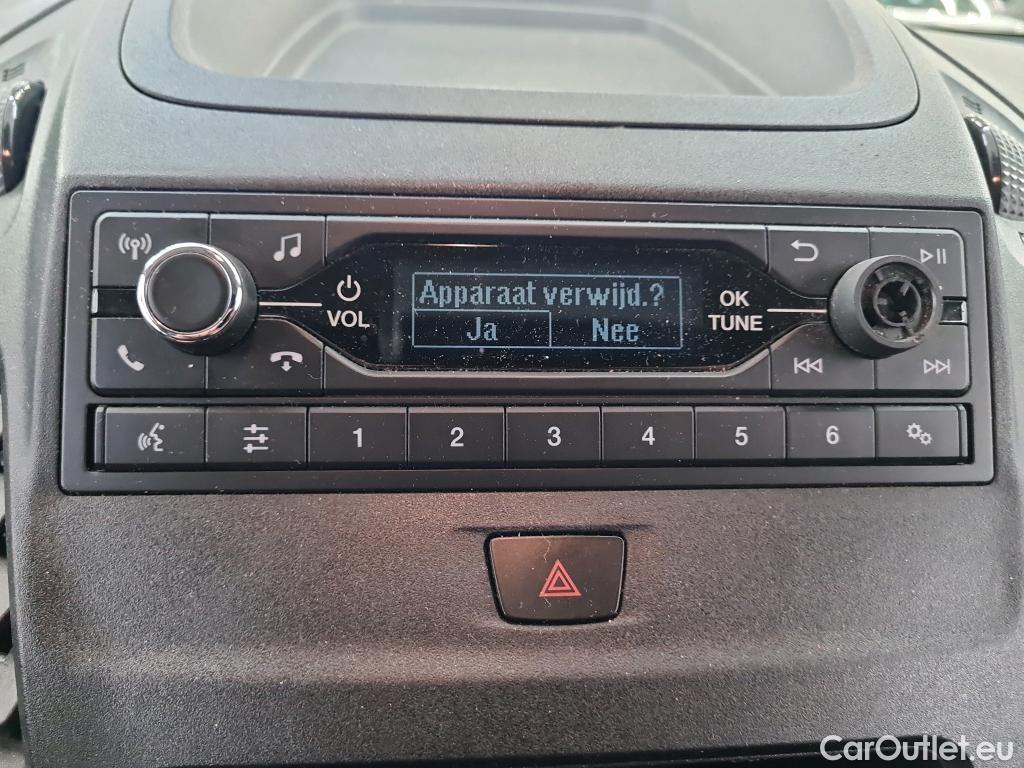 Apparaat verwijd.?
Ja Nee
VOL
OK
TUNE
1 2 3 4 5 6
CarOutlet.eu